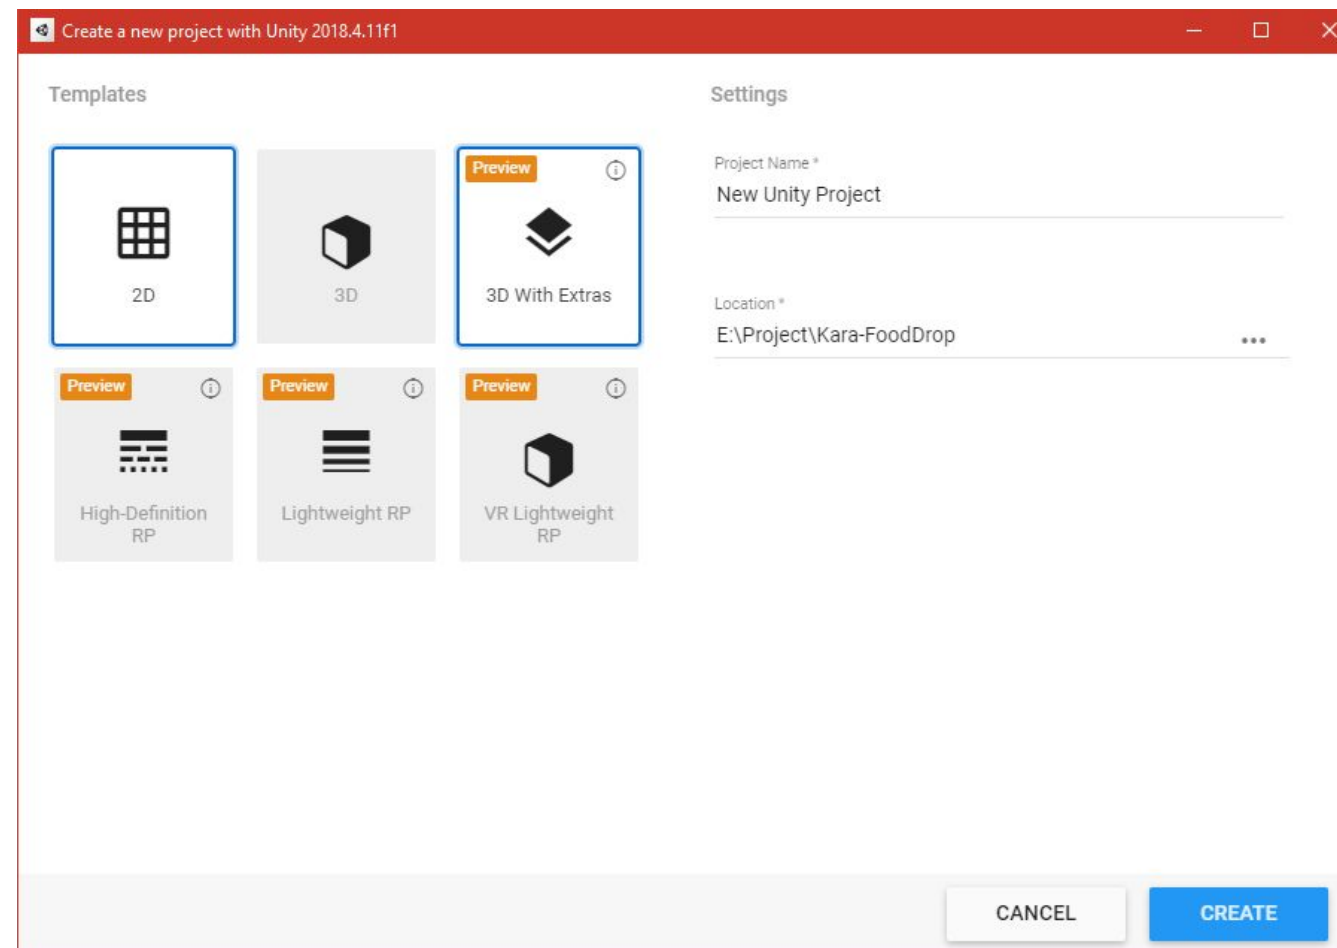 Create a new project with Unity 2018.4.11f1
Templates
Settings
2D
3D
Preview
3D With Extras
Preview
High-Definition
RP
Preview
Lightweight RP
Preview
VR Lightweight
RP
Project Name *
New Unity Project
Location *
E:\Project\Kara-FoodDrop
CANCEL
CREATE